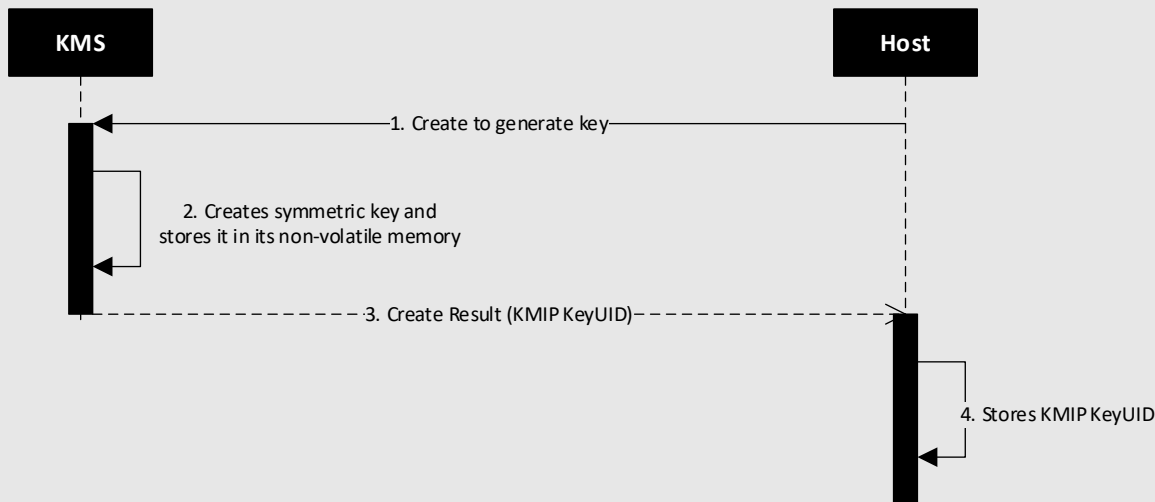 KMS
Host
1. Create to generate key
2. Creates symmetric key and
stores it in its non-volatile memory
3. Create Result (KMIP KeyUID)
4. Stores KMIP KeyUID